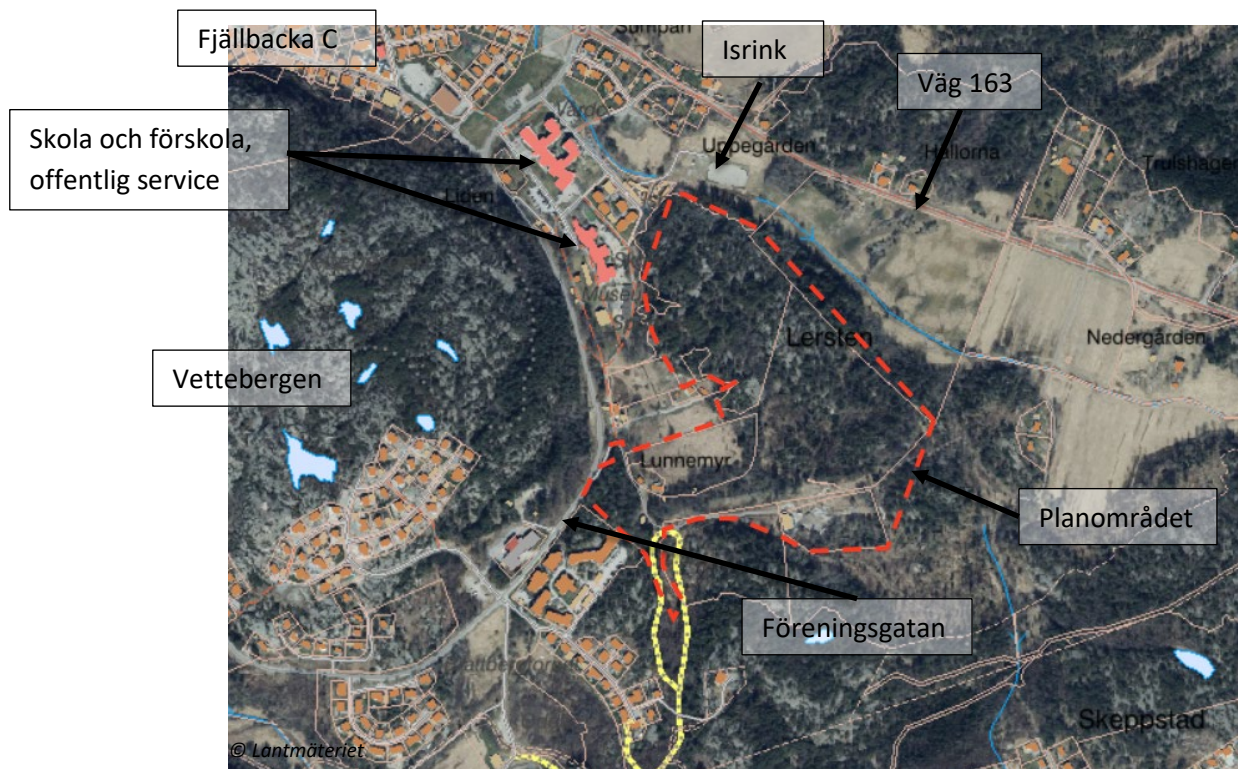 Fjällbacka C
Isrink
Väg 163
Skola och förskola,
offentlig service
Uppegården
Hallorna
Trulshagen
Liden
Lersten
Nedergården
Vettebergen
Lunnemyr
Planområdet
Föreningsgatan
Skeppstad
© Lantmäteriet